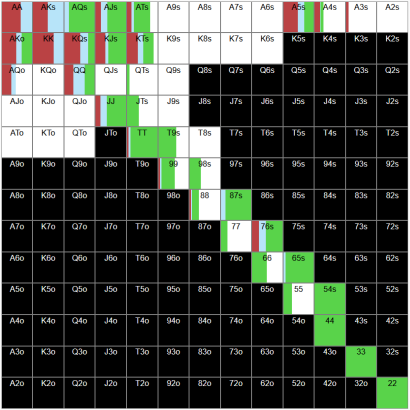 AA AKs AQs AJs ATs A9s A8s A7s A6s A5s A4s A3s A2s
AKo KK KQs KJs KTs K9s K8s K7s K6s K5s K4s K3s K2s
AQo KQo QQ QJs QTs Q9s Q8s Q7s Q6s Q5s Q4s Q3s Q2s
AJo KJo QJo JJ JTs J9s J8s J7s J6s J5s J4s J3s J2s
ATo KTo QTo JTo TT T9s T8s T7s T6s T5s T4s T3s T2s
A9o K9o Q9o J9o T9o 99 98s 97s 96s 95s 94s 93s 92s
A8o K8o Q8o J8o T8o 98o 88 87s 86s 85s 84s 83s 82s
A7o K7o Q7o J7o T7o 97o 87o 77 76s 75s 74s 73s 72s
A6o K6o Q6o J6o T6o 96o 86o 76o 66 65s 64s 63s 62s
A5o K5o Q5o J5o T5o 95o 85o 75o 65o 55 54s 53s 52s
A4o K4o Q4o J4o T4o 94o 84o 74o 64o 54o 44 43s 42s
A3o K3o Q3o J3o T3o 93o 83o 73o 63o 53o 43o 33 32s
A2o K2o Q2o J2o T2o 92o 82o 72o 62o 52o 42o 32o 22